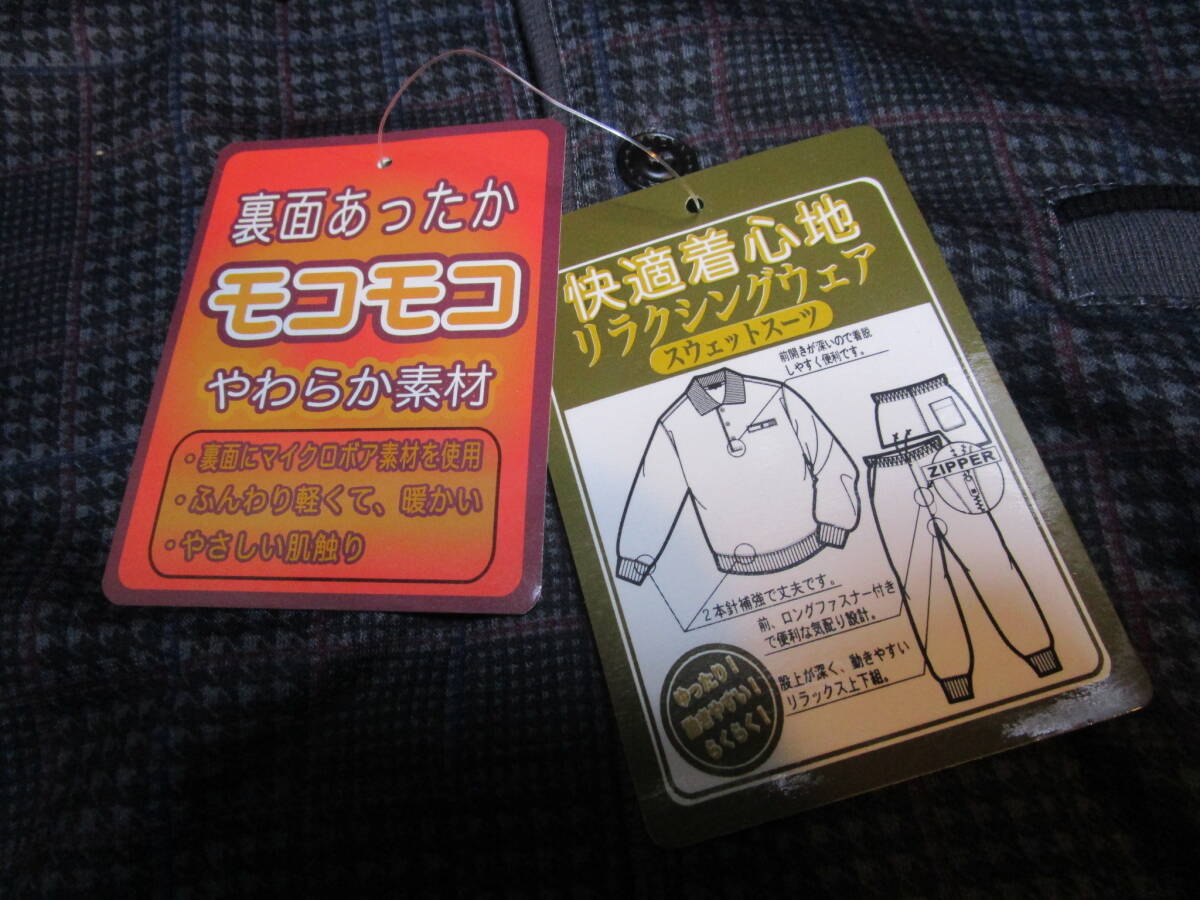 裏面あったか
モコモコ
やわらか素材
・裏面にマイクロボア素材を使用
・ふんわり軽くて、暖かい
・やさしい肌触り
快適着心地
リラクシングウェア
スウェットスーツ
前開きが深いので着脱
しやすく便利です。
ZIPPER
2本針補強で丈夫です。
前、ロングファスナー付き
で便利な気配り設計。
股上が深く、動きやすい
リラックス上下組。
ゆったり!
動きやすい!
らくらく!